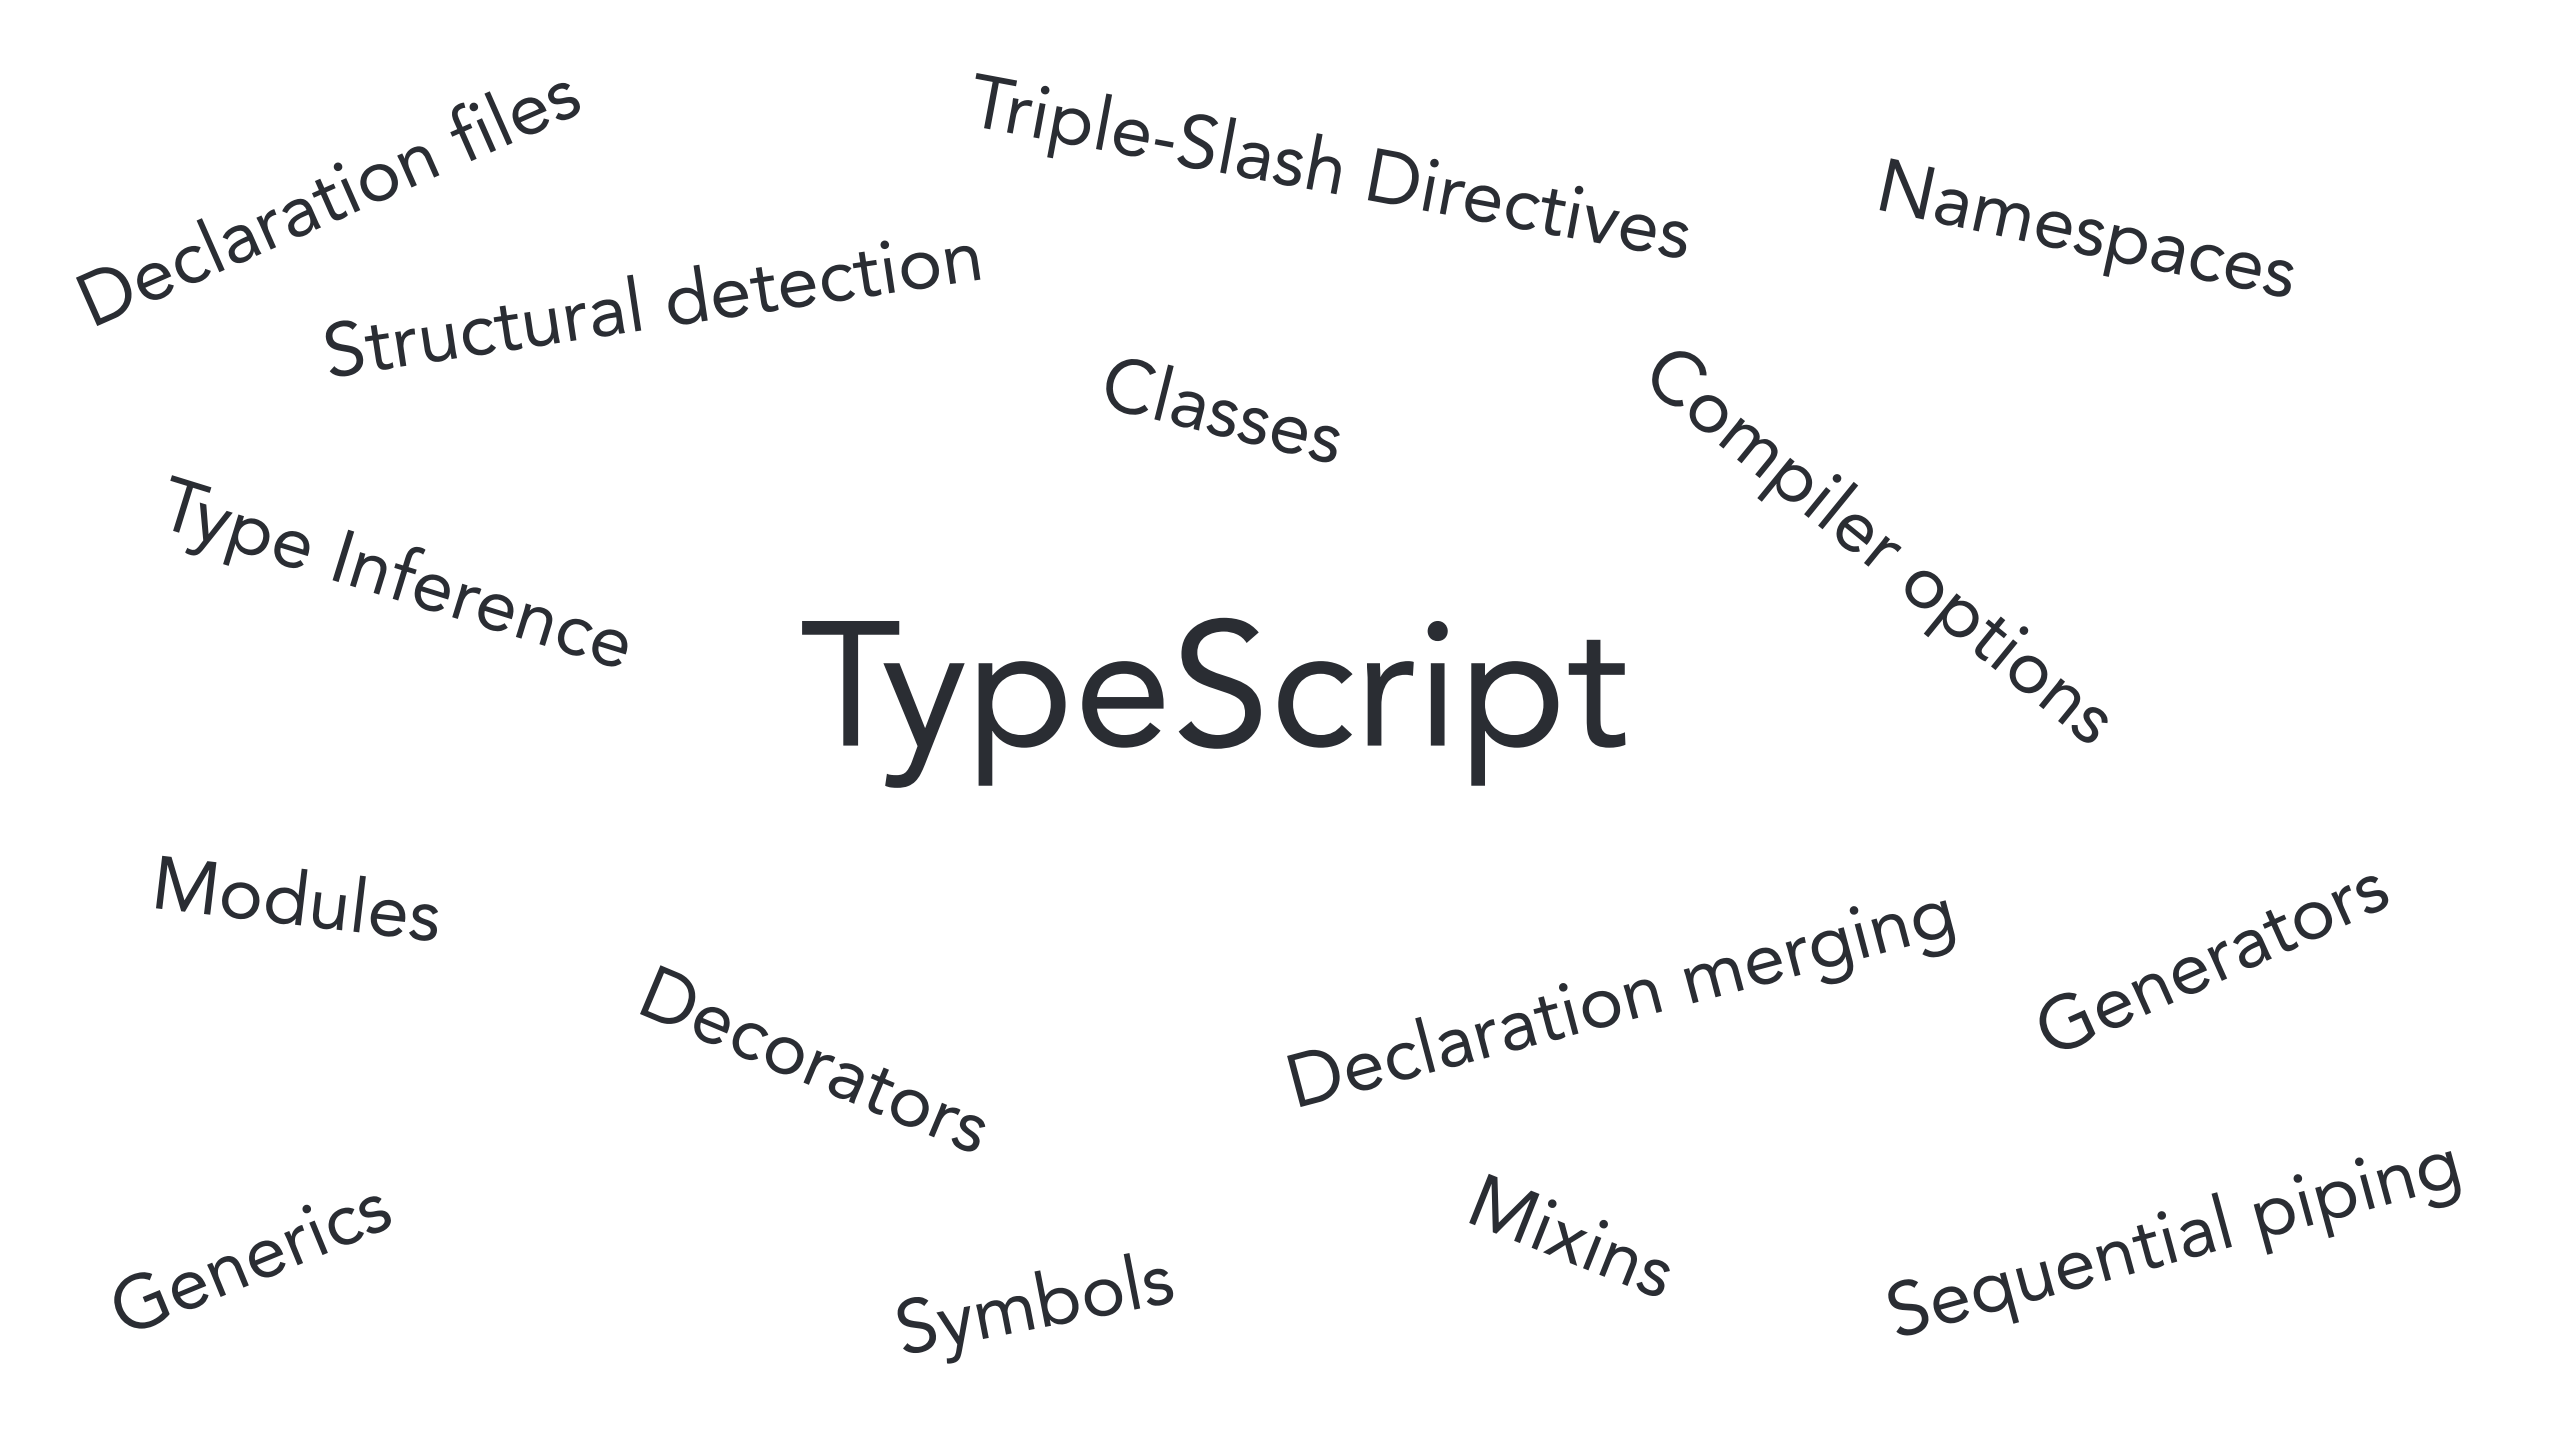 Declaration files
Triple-Slash Directives
Namespaces
Structural detection
Classes
Compiler options
Type Inference
TypeScript
Modules
Decorators
Declaration merging
Generators
Generics
Symbols
Mixins
Sequential piping